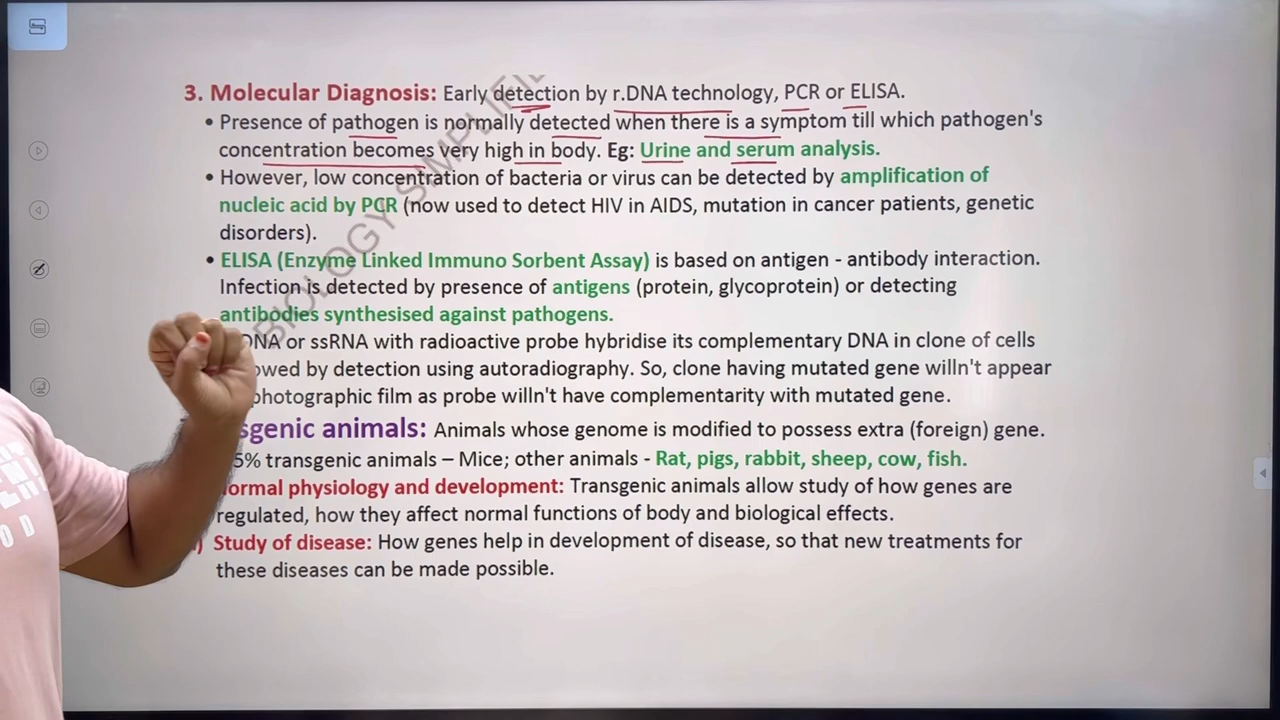 3. Molecular Diagnosis: Early detection by r.DNA technology, PCR or ELISA.
• Presence of pathogen is normally detected when there is a symptom till which pathogen's
concentration becomes very high in body. Eg: Urine and serum analysis.
• However, low concentration of bacteria or virus can be detected by amplification of
nucleic acid by PCR (now used to detect HIV in AIDS, mutation in cancer patients, genetic
disorders).
• ELISA (Enzyme Linked Immuno Sorbent Assay) is based on antigen - antibody interaction.
Infection is detected by presence of antigens (protein, glycoprotein) or detecting
antibodies synthesised against pathogens.
DNA or ssRNA with radioactive probe hybridise its complementary DNA in clone of cells
owed by detection using autoradiography. So, clone having mutated gene willn't appear
photographic film as probe willn't have complementarity with mutated gene.
sgenic animals: Animals whose genome is modified to possess extra (foreign) gene.
5% transgenic animals – Mice; other animals - Rat, pigs, rabbit, sheep, cow, fish.
ormal physiology and development: Transgenic animals allow study of how genes are
regulated, how they affect normal functions of body and biological effects.
) Study of disease: How genes help in development of disease, so that new treatments for
these diseases can be made possible.
BIOLOGY SIMPLIFIE